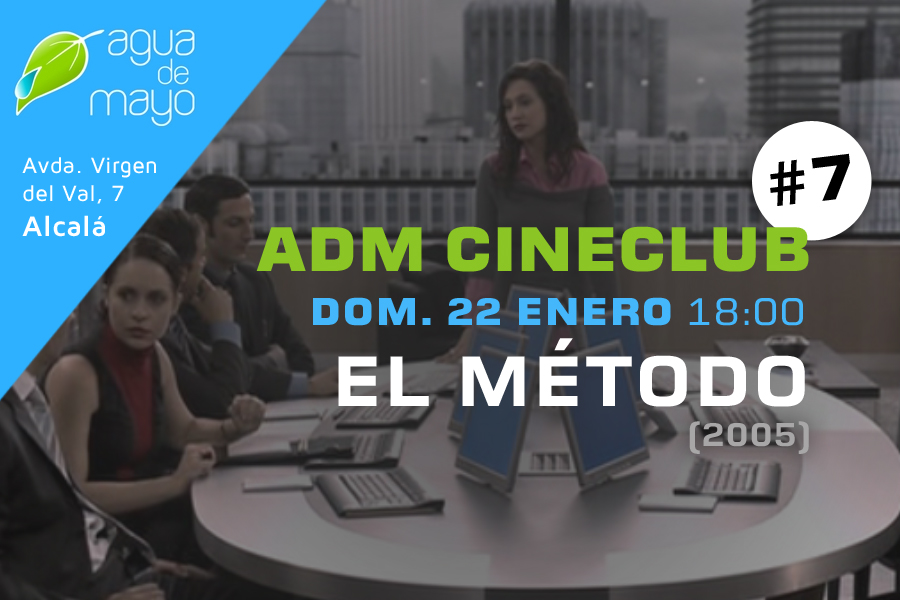 agua
de
mayo
Avda. Virgen
del Val, 7
Alcalá
#7
ADM CINECLUB
DOM. 22 ENERO 18:00
EL MÉTODO
(2005)